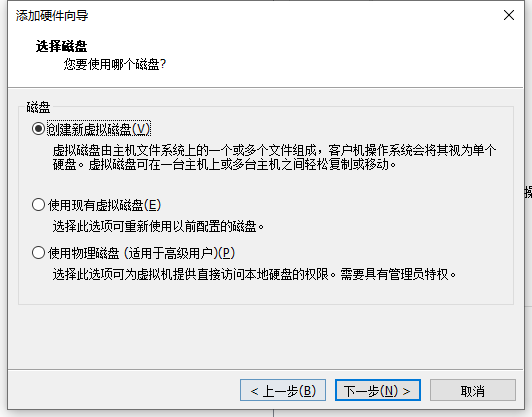 添加硬件向导
选择磁盘
您要使用哪个磁盘?
磁盘
创建新虚拟磁盘(V)
虚拟磁盘由主机文件系统上的一个或多个文件组成，客户机操作系统会将其视为单个
硬盘。虚拟磁盘可在一台主机上或多台主机之间轻松复制或移动。
使用现有虚拟磁盘(E)
选择此选项可重新使用以前配置的磁盘。
使用物理磁盘 (适用于高级用户)(P)
选择此选项可为虚拟机提供直接访问本地硬盘的权限。需要具有管理员特权。
< 上一步(B)
下一步(N) >
取消